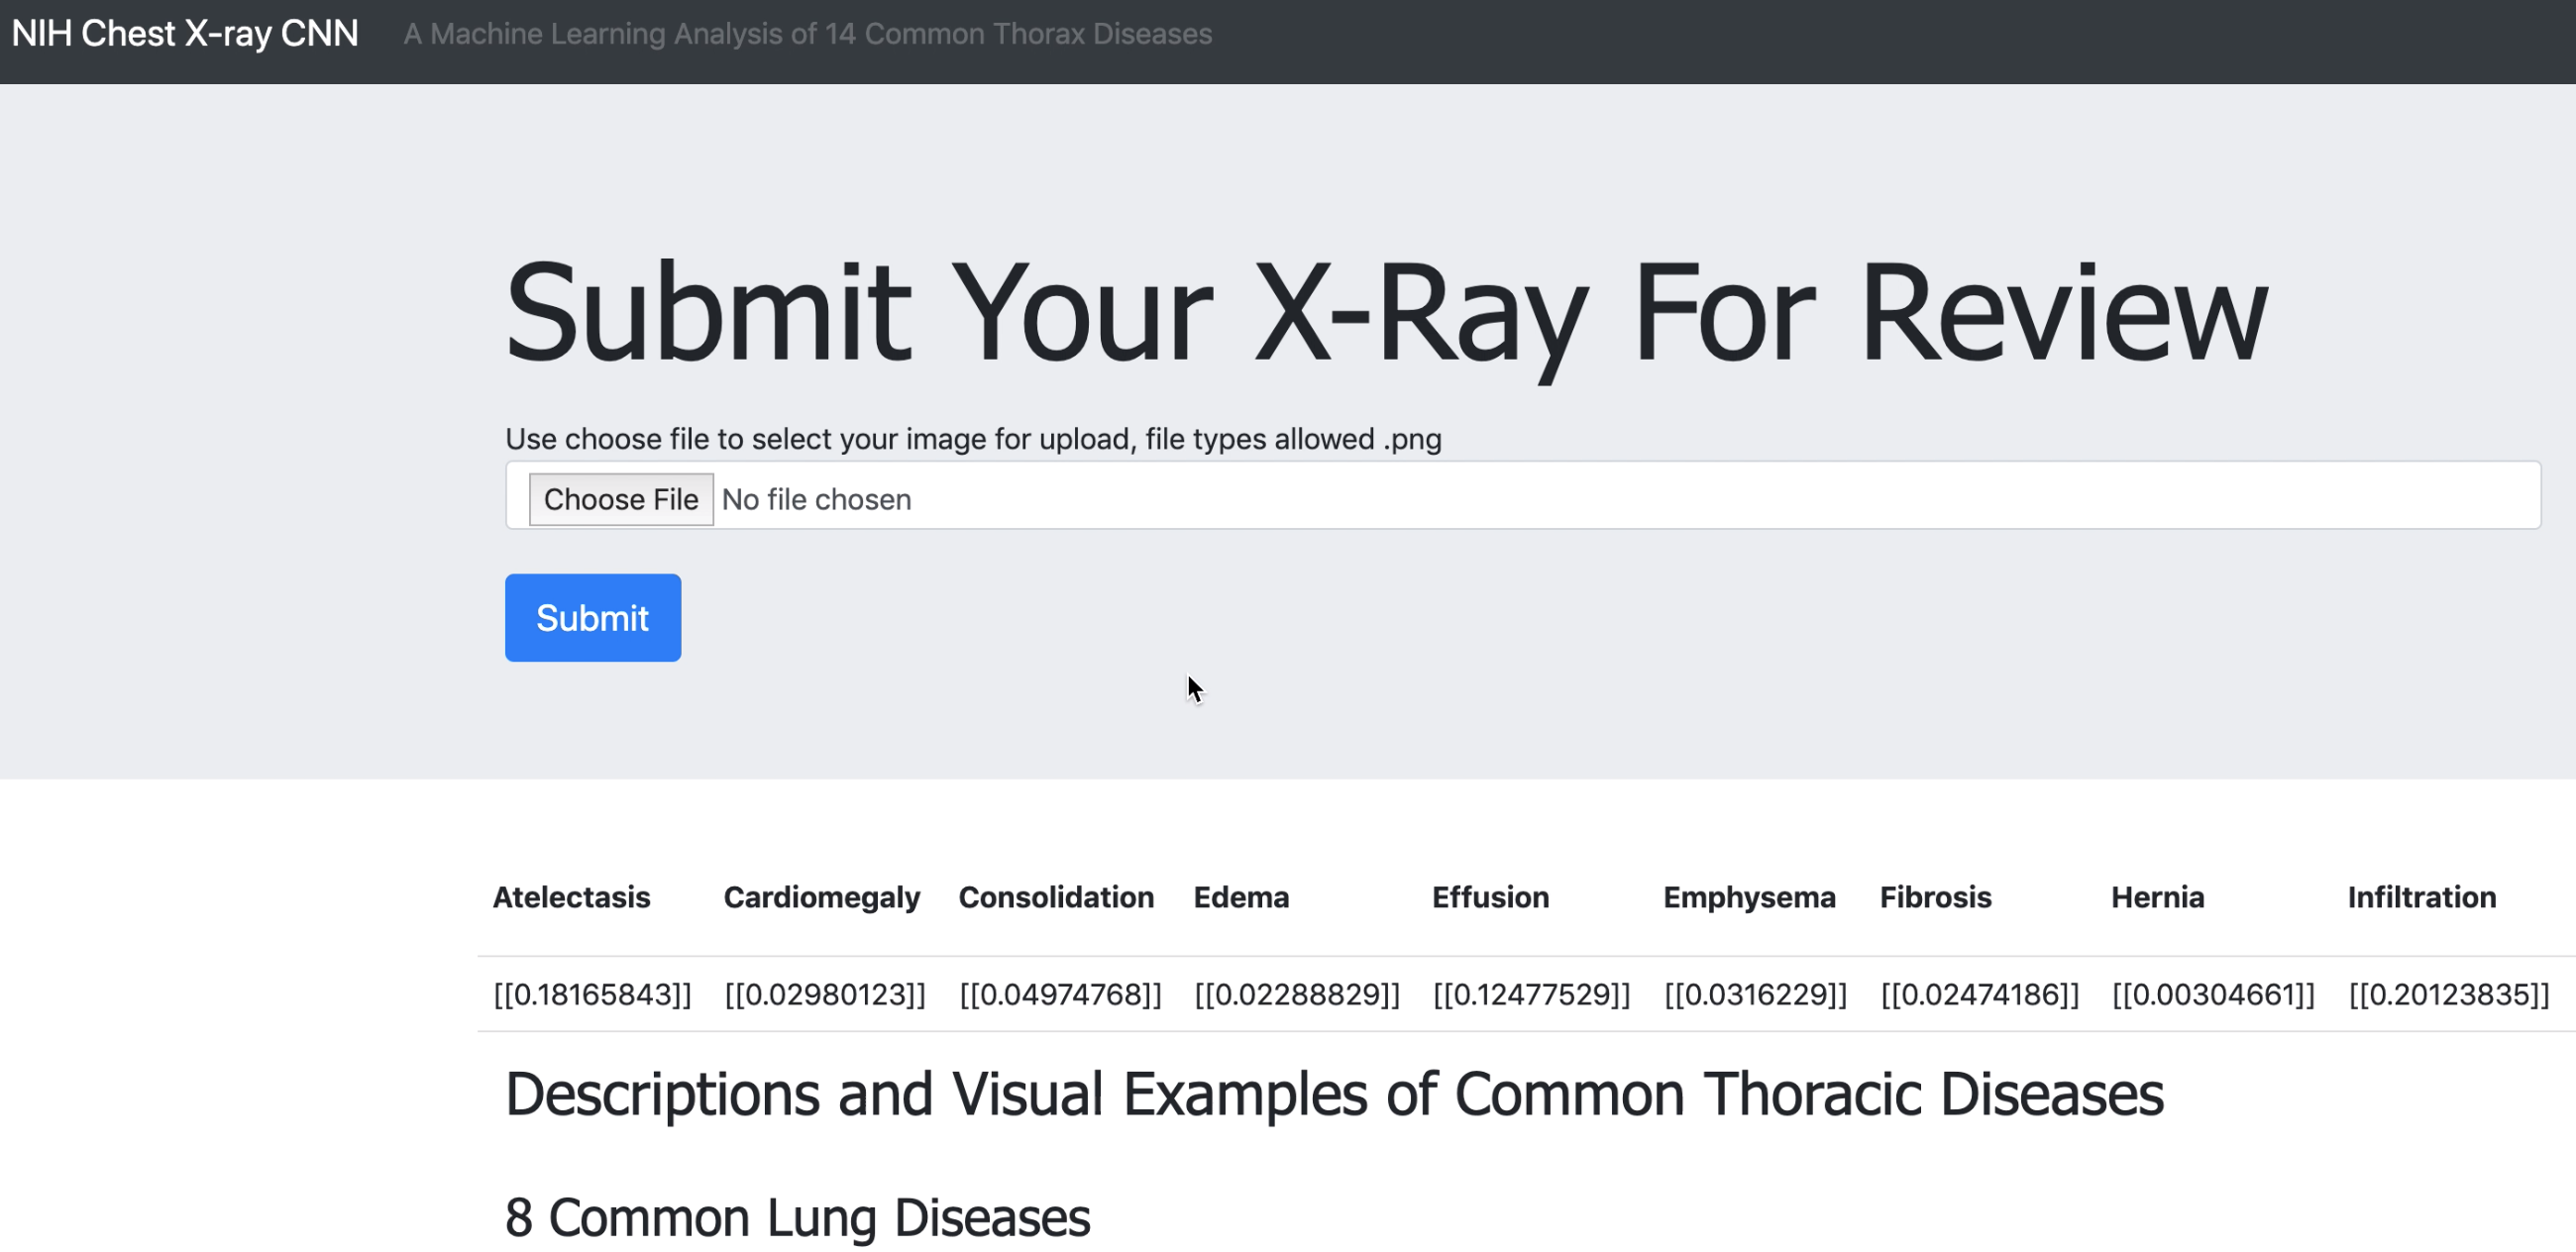 NIH Chest X-ray CNN A Machine Learning Analysis of 14 Common Thorax Diseases
Submit Your X-Ray For Review
Use choose file to select your image for upload, file types allowed .png
Choose File No file chosen
Submit
Atelectasis Cardiomegaly Consolidation Edema Effusion Emphysema Fibrosis Hernia Infiltration
[[0.18165843]] [[0.02980123]] [[0.04974768]] [[0.02288829]] [[0.12477529]] [[0.0316229]] [[0.02474186]] [[0.00304661]] [[0.20123835]]
Descriptions and Visual Examples of Common Thoracic Diseases
8 Common Lung Diseases